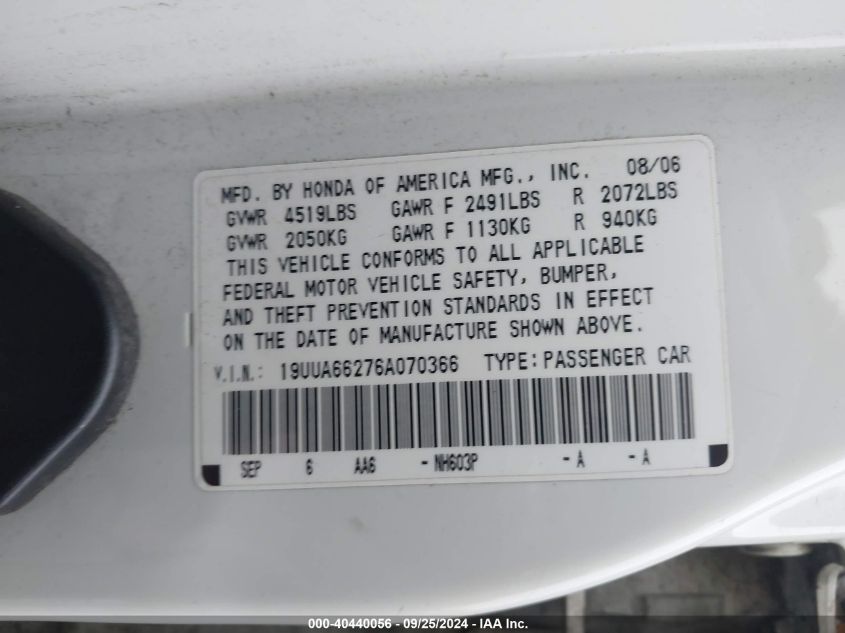 MFD. BY HONDA OF AMERICA MFG., INC. 08/06
GVWR 4519LBS GAWR F 2491LBS R 2072LBS
GVWR 2050KG GAWR F 1130KG R 940KG
THIS VEHICLE CONFORMS TO ALL APPLICABLE
FEDERAL MOTOR VEHICLE SAFETY, BUMPER,
AND THEFT PREVENTION STANDARDS IN EFFECT
ON THE DATE OF MANUFACTURE SHOWN ABOVE.
V.I.N.: 19UUA66276A070366 TYPE: PASSENGER CAR
SEP 6 AA6 - NH603P - A - A
000-40440056 - 09/25/2024 - IAA Inc.